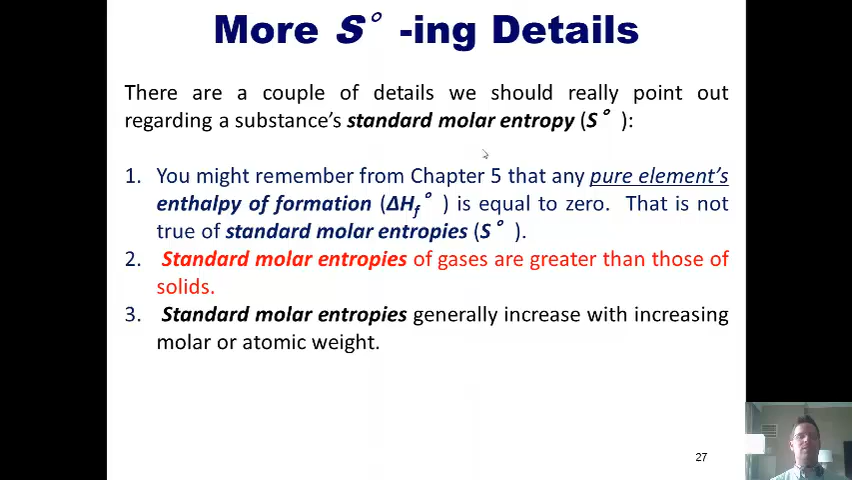 More S° -ing Details
There are a couple of details we should really point out
regarding a substance's standard molar entropy (S° ):
1. You might remember from Chapter 5 that any pure element's
enthalpy of formation (ΔHf° ) is equal to zero. That is not
true of standard molar entropies (S° ).
2. Standard molar entropies of gases are greater than those of
solids.
3. Standard molar entropies generally increase with increasing
molar or atomic weight.
27